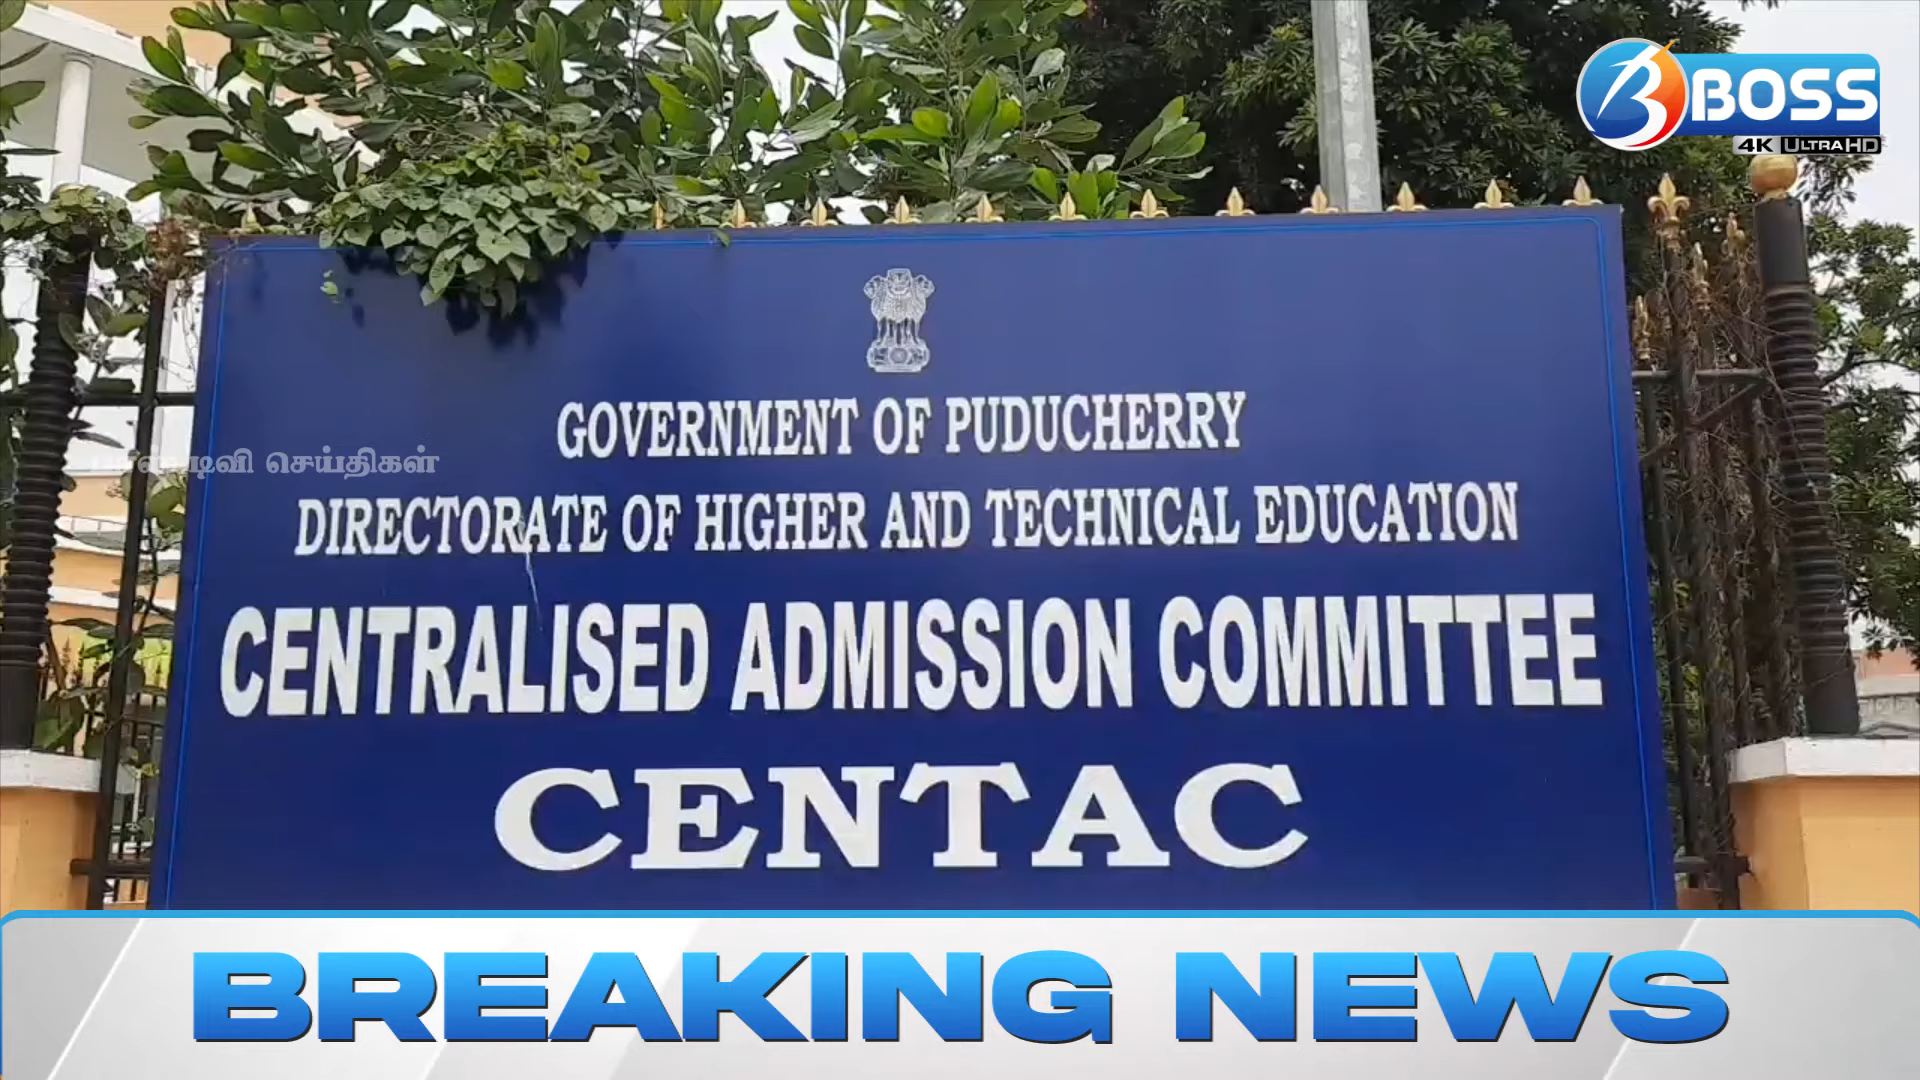 BOSS
4K ULTRAHD
GOVERNMENT OF PUDUCHERRY
செய்திகள்
DIRECTORATE OF HIGHER AND TECHNICAL EDUCATION
CENTRALISED ADMISSION COMMITTEE
CENTAC
BREAKING NEWS